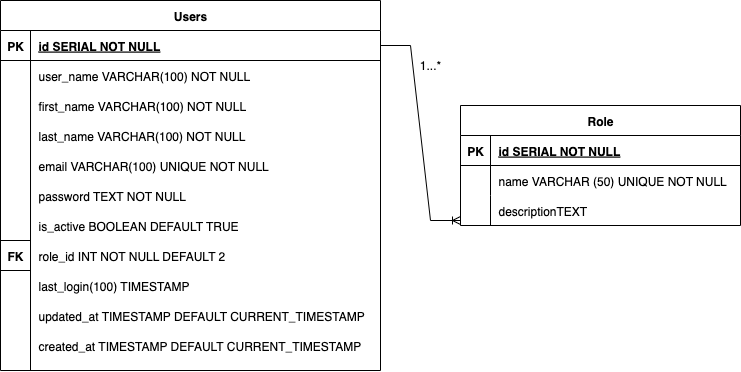 Users
PK id SERIAL NOT NULL
user_name VARCHAR(100) NOT NULL
first_name VARCHAR(100) NOT NULL
last_name VARCHAR(100) NOT NULL
email VARCHAR(100) UNIQUE NOT NULL
password TEXT NOT NULL
is_active BOOLEAN DEFAULT TRUE
FK role_id INT NOT NULL DEFAULT 2
last_login(100) TIMESTAMP
updated_at TIMESTAMP DEFAULT CURRENT_TIMESTAMP
created_at TIMESTAMP DEFAULT CURRENT_TIMESTAMP
1...*
Role
PK id SERIAL NOT NULL
name VARCHAR (50) UNIQUE NOT NULL
descriptionTEXT